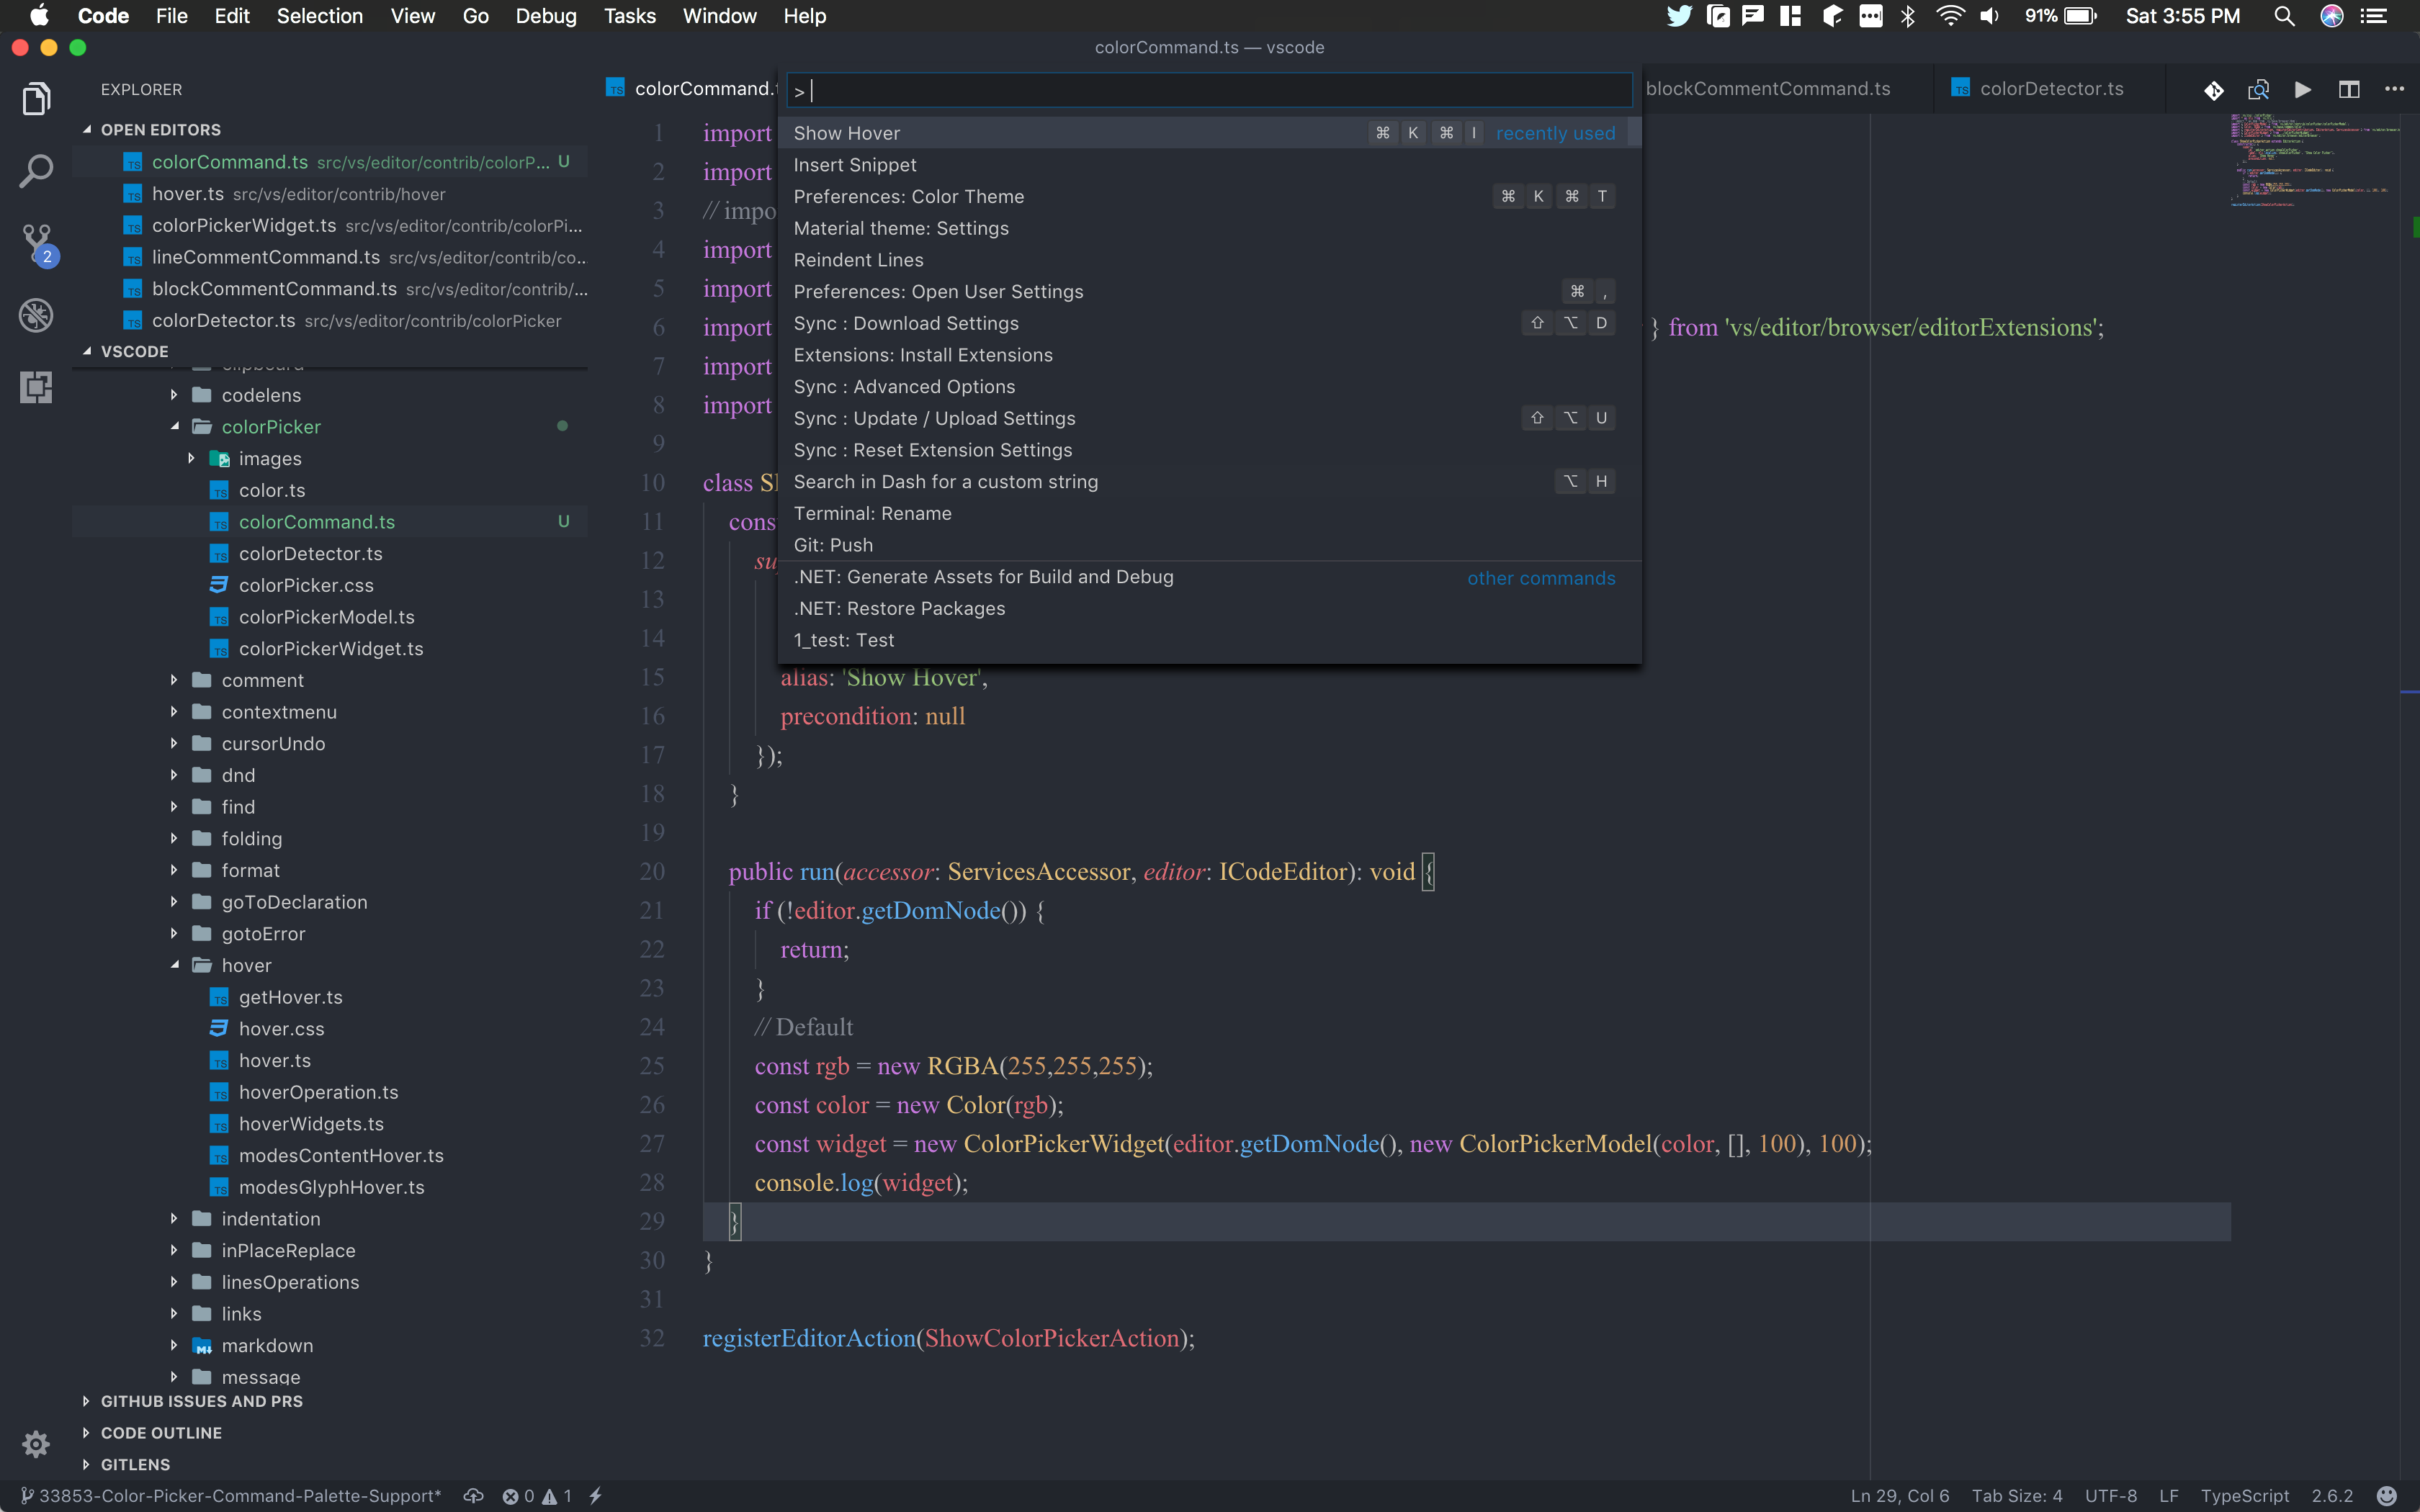 Code File Edit Selection View Go Debug Tasks Window Help
91% Sat 3:55 PM
colorCommand.ts — vscode
EXPLORER
OPEN EDITORS
colorCommand.ts src/vs/editor/contrib/colorP... U
hover.ts src/vs/editor/contrib/hover
colorPickerWidget.ts src/vs/editor/contrib/colorPi...
lineCommentCommand.ts src/vs/editor/contrib/co...
blockCommentCommand.ts src/vs/editor/contrib/...
colorDetector.ts src/vs/editor/contrib/colorPicker
VSCODE
codelens
colorPicker
images
color.ts
colorCommand.ts U
colorDetector.ts
colorPicker.css
colorPickerModel.ts
colorPickerWidget.ts
comment
contextmenu
cursorUndo
dnd
find
folding
format
goToDeclaration
gotoError
hover
getHover.ts
hover.css
hover.ts
hoverOperation.ts
hoverWidgets.ts
modesContentHover.ts
modesGlyphHover.ts
indentation
inPlaceReplace
linesOperations
links
markdown
message
GITHUB ISSUES AND PRS
CODE OUTLINE
GITLENS
2
colorCommand.t
blockCommentCommand.ts
colorDetector.ts
>
Show Hover ⌘ K ⌘ I recently used
Insert Snippet
Preferences: Color Theme ⌘ K ⌘ T
Material theme: Settings
Reindent Lines
Preferences: Open User Settings ⌘ ,
Sync : Download Settings ⇧ ⌥ D
Extensions: Install Extensions
Sync : Advanced Options
Sync : Update / Upload Settings ⇧ ⌥ U
Sync : Reset Extension Settings
Search in Dash for a custom string ⌥ H
Terminal: Rename
Git: Push
.NET: Generate Assets for Build and Debug other commands
.NET: Restore Packages
1_test: Test
1 import
2 import
3 // impo
4 import
5 import
6 import } from 'vs/editor/browser/editorExtensions';
7 import
8 import
9
10 class S
11 cons
12 su
13
14
15 alias: 'Show Hover',
16 precondition: null
17 });
18 }
19
20 public run(accessor: ServicesAccessor, editor: ICodeEditor): void {
21 if (!editor.getDomNode()) {
22 return;
23 }
24 // Default
25 const rgb = new RGBA(255,255,255);
26 const color = new Color(rgb);
27 const widget = new ColorPickerWidget(editor.getDomNode(), new ColorPickerModel(color, [], 100), 100);
28 console.log(widget);
29 }
30 }
31
32 registerEditorAction(ShowColorPickerAction);
33853-Color-Picker-Command-Palette-Support* 0 1
Ln 29, Col 6 Tab Size: 4 UTF-8 LF TypeScript 2.6.2